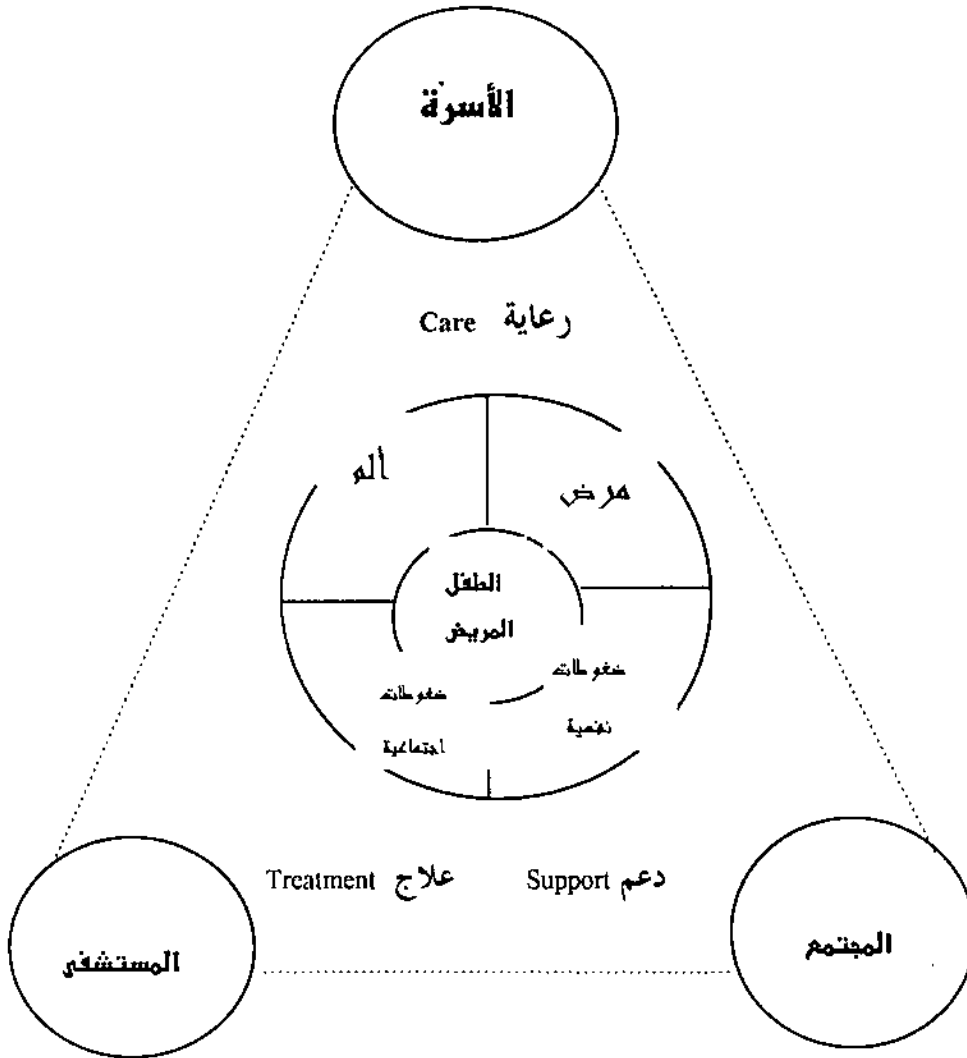 الأسرة
رعاية Care
ألم
مرض
الطفل
المريض
ضغوطات
نفسية
ضغوطات
اجتماعية
علاج Treatment
دعم Support
المستشفى
المجتمع